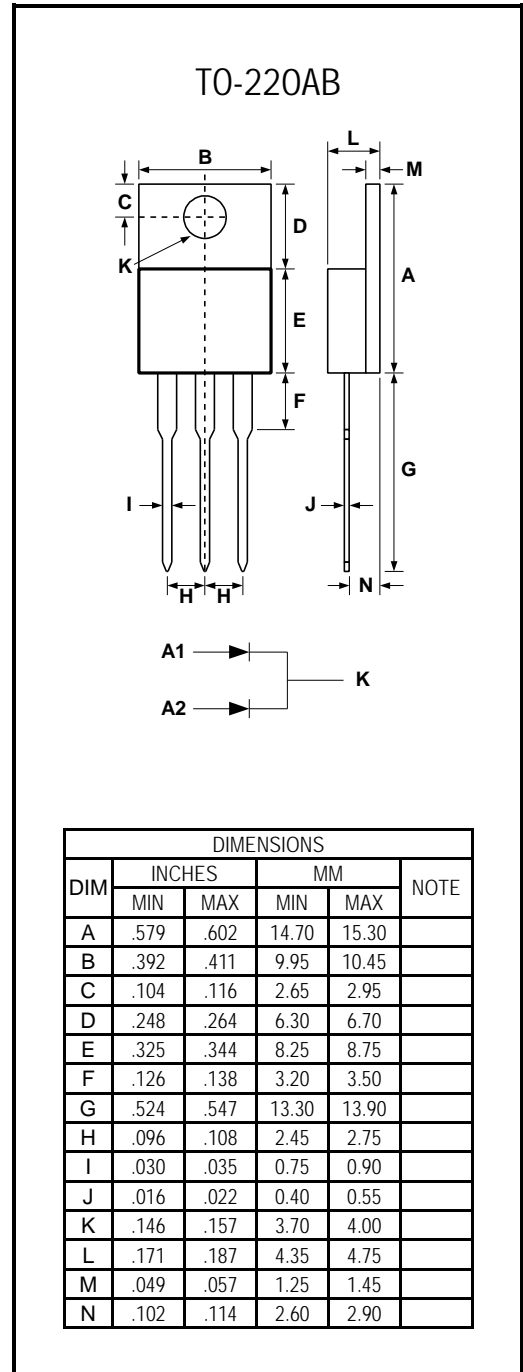 TO-220AB
L
B
M
C
D
K
A
E
F
G
I
J
H H
N
A1
K
A2
DIMENSIONS
DIM INCHES MM NOTE
MIN MAX MIN MAX
A .579 .602 14.70 15.30
B .392 .411 9.95 10.45
C .104 .116 2.65 2.95
D .248 .264 6.30 6.70
E .325 .344 8.25 8.75
F .126 .138 3.20 3.50
G .524 .547 13.30 13.90
H .096 .108 2.45 2.75
I .030 .035 0.75 0.90
J .016 .022 0.40 0.55
K .146 .157 3.70 4.00
L .171 .187 4.35 4.75
M .049 .057 1.25 1.45
N .102 .114 2.60 2.90